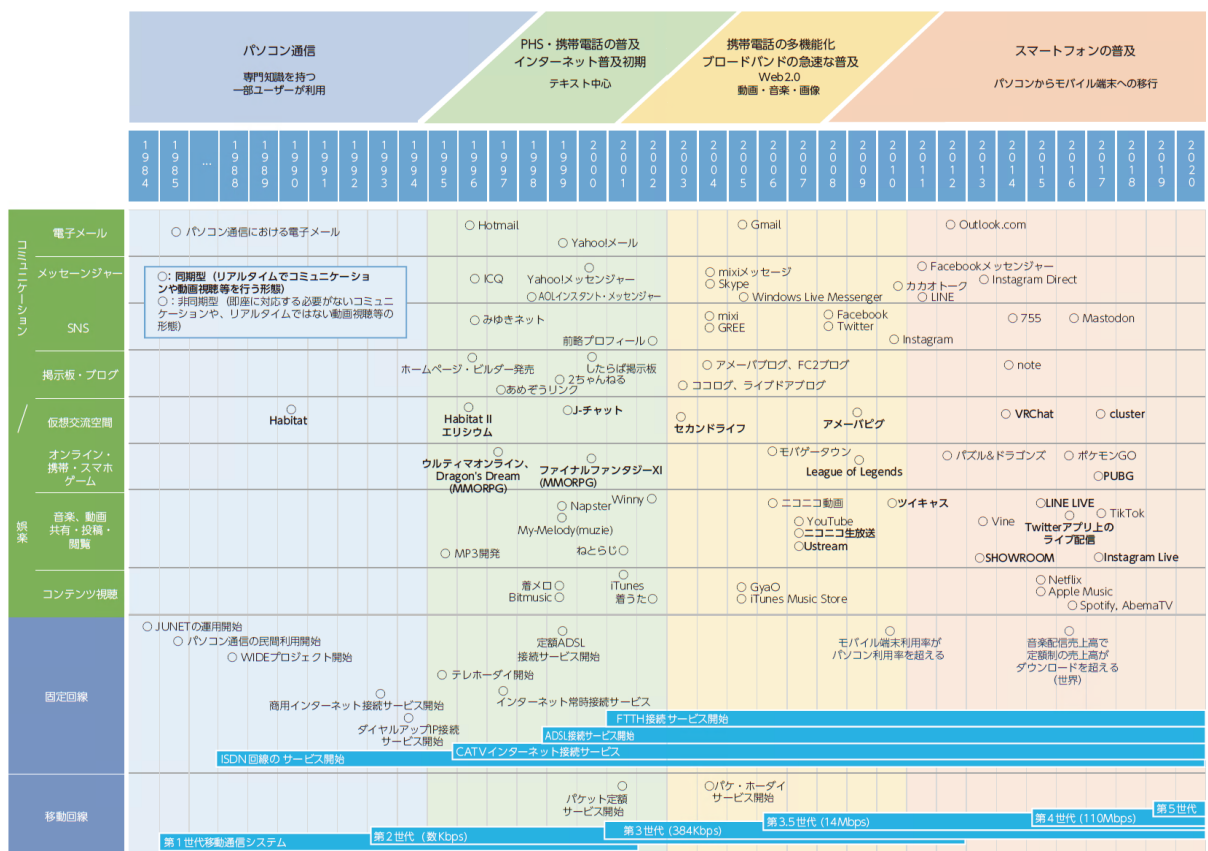 パソコン通信
専門知識を持つ
一部ユーザーが利用
PHS・携帯電話の普及
インターネット普及初期
テキスト中心
携帯電話の多機能化
ブロードバンドの急速な普及
Web2.0
動画・音楽・画像
スマートフォンの普及
パソコンからモバイル端末への移行
1984 1985 … 1988 1989 1990 1991 1992 1993 1994 1995 1996 1997 1998 1999 2000 2001 2002 2003 2004 2005 2006 2007 2008 2009 2010 2011 2012 2013 2014 2015 2016 2017 2018 2019 2020
コミュニケーション
電子メール
○ パソコン通信における電子メール
○ Hotmail
○ Yahoo!メール
○ Gmail
○ Outlook.com
メッセーンジャー
○：同期型（リアルタイムでコミュニケーショ
ンや動画視聴等を行う形態）
○：非同期型（即座に対応する必要がないコミュニ
ケーションや、リアルタイムではない動画視聴等の
形態）
○ ICQ
Yahoo!メッセンジャー
○ AOLインスタント・メッセンジャー
○ mixiメッセージ
○ Skype
○ Windows Live Messenger
○ Facebookメッセンジャー
○ カカオトーク
○ LINE
○ Instagram Direct
SNS
○ みゆきネット
前略プロフィール ○
○ mixi
○ GREE
○ Facebook
○ Twitter
○ Instagram
○ 755
○ Mastodon
掲示板・ブログ
ホームページ・ビルダー発売
○ あめぞうリンク
○ 2ちゃんねる
したらば掲示板
○ アメーバブログ、FC2ブログ
○ ココログ、ライブドアブログ
○ note
仮想交流空間
Habitat
Habitat II
エリシウム
○ J-チャット
セカンドライフ
アメーバピグ
○ VRChat
○ cluster
娯楽
オンライン・
携帯・スマホ
ゲーム
ウルティマオンライン、
Dragon's Dream
(MMORPG)
ファイナルファンタジーXI
(MMORPG)
○ モバゲータウン
League of Legends
○ パズル&ドラゴンズ
○ ポケモンGO
○PUBG
音楽、動画
共有・投稿・
閲覧
○ MP3開発
○ Napster
My-Melody(muzie)
Winny ○
ねとらじ○
○ ニコニコ動画
○ YouTube
○ニコニコ生放送
○Ustream
○ツイキャス
○ Vine
○SHOWROOM
○LINE LIVE
Twitterアプリ上の
ライブ配信
○ TikTok
○Instagram Live
コンテンツ視聴
着メロ○
Bitmusic○
iTunes
着うた○
○ GyaO
○ iTunes Music Store
○ Netflix
○ Apple Music
○ Spotify, AbemaTV
固定回線
○ JUNETの運用開始
○ パソコン通信の民間利用開始
○ WIDEプロジェクト開始
商用インターネット接続サービス開始
ダイヤルアップIP接続
サービス開始
○ テレホーダイ開始
インターネット常時接続サービス
定額ADSL
接続サービス開始
モバイル端末利用率が
パソコン利用率を超える
音楽配信売上高で
定額制の売上高が
ダウンロードを超える
（世界）
FTTH接続サービス開始
ADSL接続サービス開始
CATVインターネット接続サービス
ISDN回線のサービス開始
移動回線
パケット定額
サービス開始
○パケ・ホーダイ
サービス開始
第1世代移動通信システム
第2世代（数Kbps）
第3世代（384Kbps）
第3.5世代（14Mbps）
第4世代（110Mbps）
第5世代